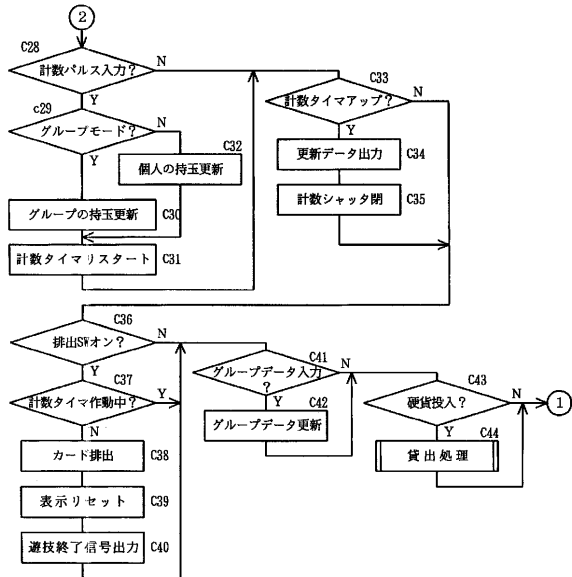 2
C28
計数パルス入力?
N
Y
C29
グループモード?
N
Y
C32
個人の持玉更新
グループの持玉更新
C30
計数タイマリスタート
C31
C33
計数タイマアップ?
N
Y
更新データ出力
C34
計数シャッタ閉
C35
C36
排出SWオン?
N
Y
C37
計数タイマ作動中?
Y
N
カード排出
C38
表示リセット
C39
遊技終了信号出力
C40
C41
グループデータ入力
?
N
Y
C42
グループデータ更新
C43
硬貨投入?
N
Y
C44
貸出処理
1